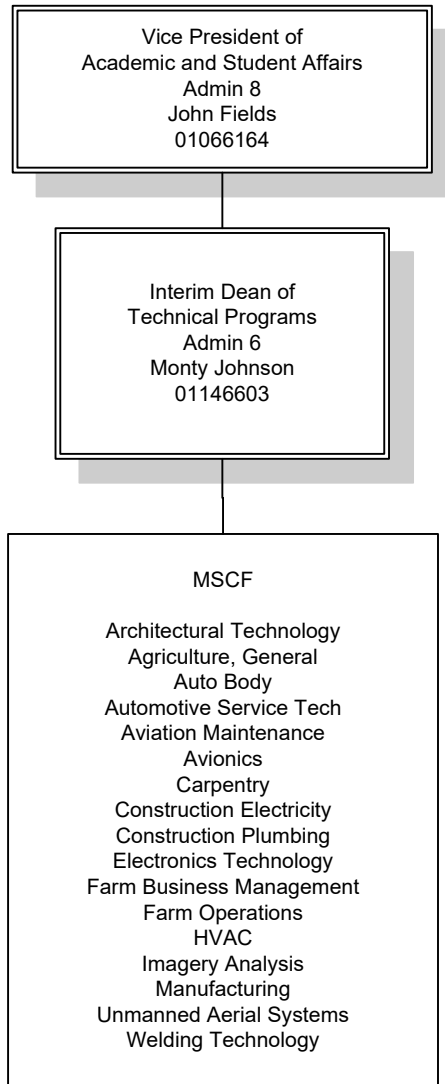 Vice President of
Academic and Student Affairs
Admin 8
John Fields
01066164
Interim Dean of
Technical Programs
Admin 6
Monty Johnson
01146603
MSCF
Architectural Technology
Agriculture, General
Auto Body
Automotive Service Tech
Aviation Maintenance
Avionics
Carpentry
Construction Electricity
Construction Plumbing
Electronics Technology
Farm Business Management
Farm Operations
HVAC
Imagery Analysis
Manufacturing
Unmanned Aerial Systems
Welding Technology